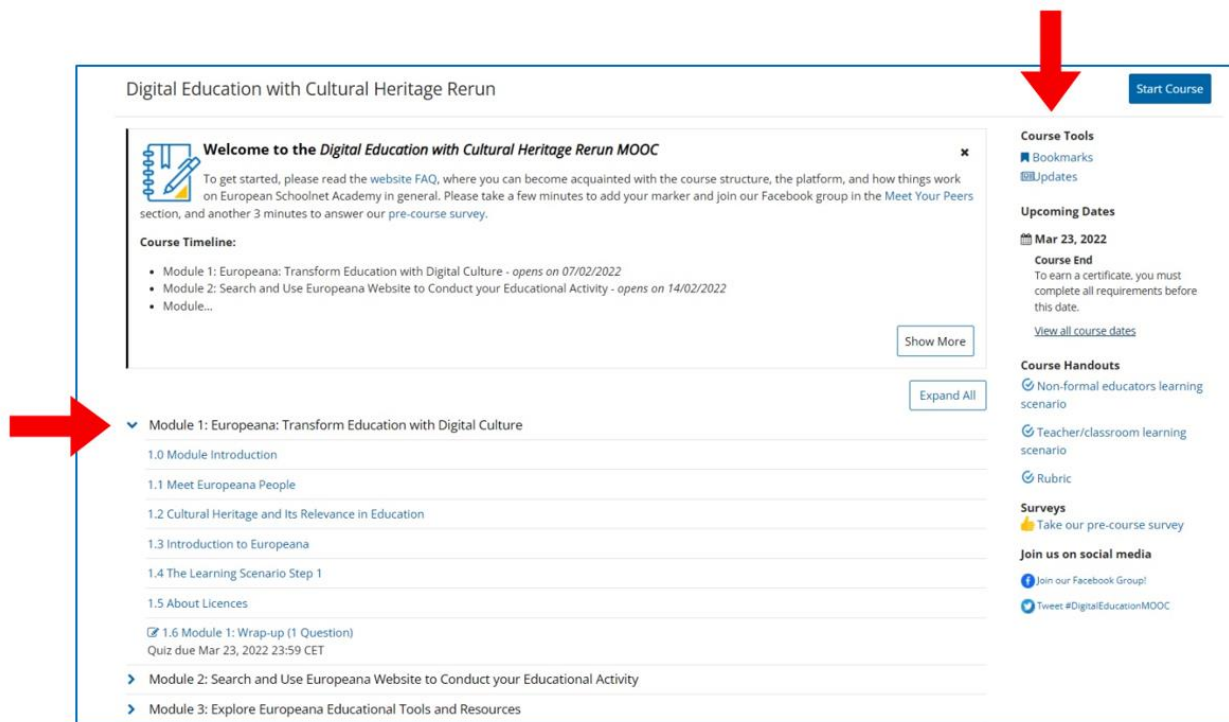 Digital Education with Cultural Heritage Rerun
Start Course
Welcome to the Digital Education with Cultural Heritage Rerun MOOC
To get started, please read the website FAQ, where you can become acquainted with the course structure, the platform, and how things work
on European Schoolnet Academy in general. Please take a few minutes to add your marker and join our Facebook group in the Meet Your Peers
section, and another 3 minutes to answer our pre-course survey.
Course Timeline:
• Module 1: Europeana: Transform Education with Digital Culture - opens on 07/02/2022
• Module 2: Search and Use Europeana Website to Conduct your Educational Activity - opens on 14/02/2022
• Module...
Show More
Expand All
Module 1: Europeana: Transform Education with Digital Culture
1.0 Module Introduction
1.1 Meet Europeana People
1.2 Cultural Heritage and Its Relevance in Education
1.3 Introduction to Europeana
1.4 The Learning Scenario Step 1
1.5 About Licences
1.6 Module 1: Wrap-up (1 Question)
Quiz due Mar 23, 2022 23:59 CET
Module 2: Search and Use Europeana Website to Conduct your Educational Activity
Module 3: Explore Europeana Educational Tools and Resources
Course Tools
Bookmarks
Updates
Upcoming Dates
Mar 23, 2022
Course End
To earn a certificate, you must
complete all requirements before
this date.
View all course dates
Course Handouts
Non-formal educators learning
scenario
Teacher/classroom learning
scenario
Rubric
Surveys
Take our pre-course survey
Join us on social media
Join our Facebook Group!
Tweet #DigitalEducationMOOC